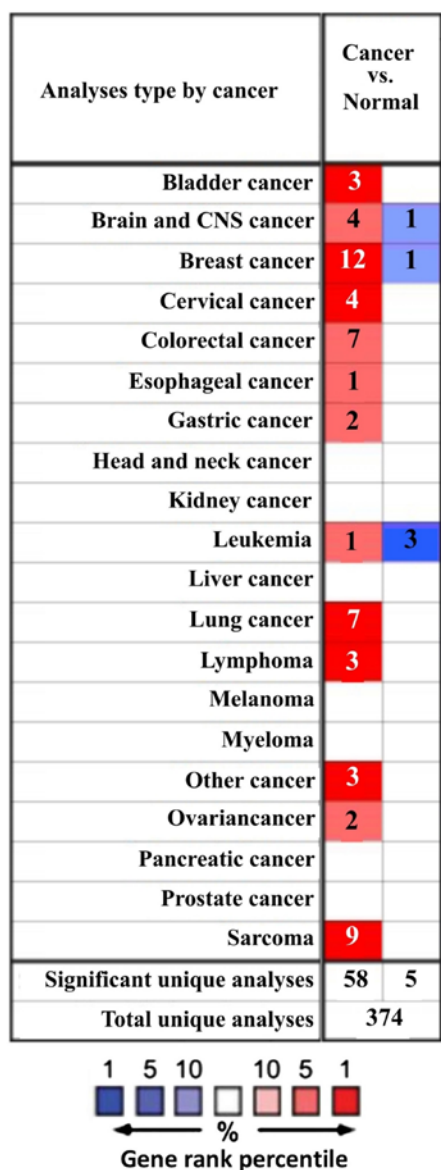 Analyses type by cancer
Cancer
vs.
Normal
Bladder cancer 3
Brain and CNS cancer 4 1
Breast cancer 12 1
Cervical cancer 4
Colorectal cancer 7
Esophageal cancer 1
Gastric cancer 2
Head and neck cancer
Kidney cancer
Leukemia 1 3
Liver cancer
Lung cancer 7
Lymphoma 3
Melanoma
Myeloma
Other cancer 3
Ovariancancer 2
Pancreatic cancer
Prostate cancer
Sarcoma 9
Significant unique analyses 58 5
Total unique analyses 374
1 5 10 10 5 1
%
Gene rank percentile